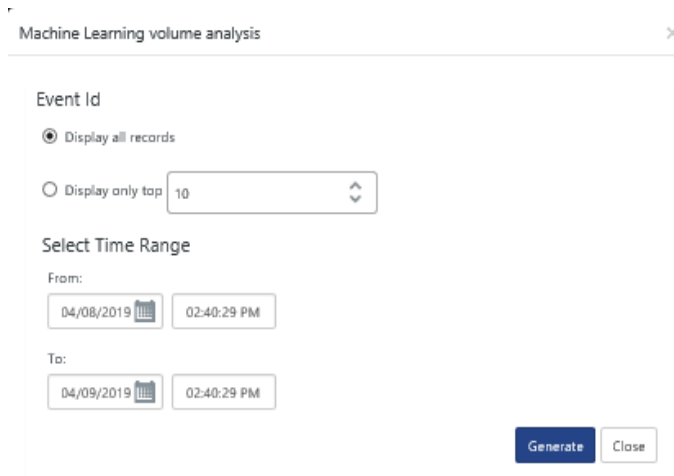 Machine Learning volume analysis
Event Id
Display all records
Display only top 10
Select Time Range
From:
04/08/2019 02:40:29 PM
To:
04/09/2019 02:40:29 PM
Generate Close